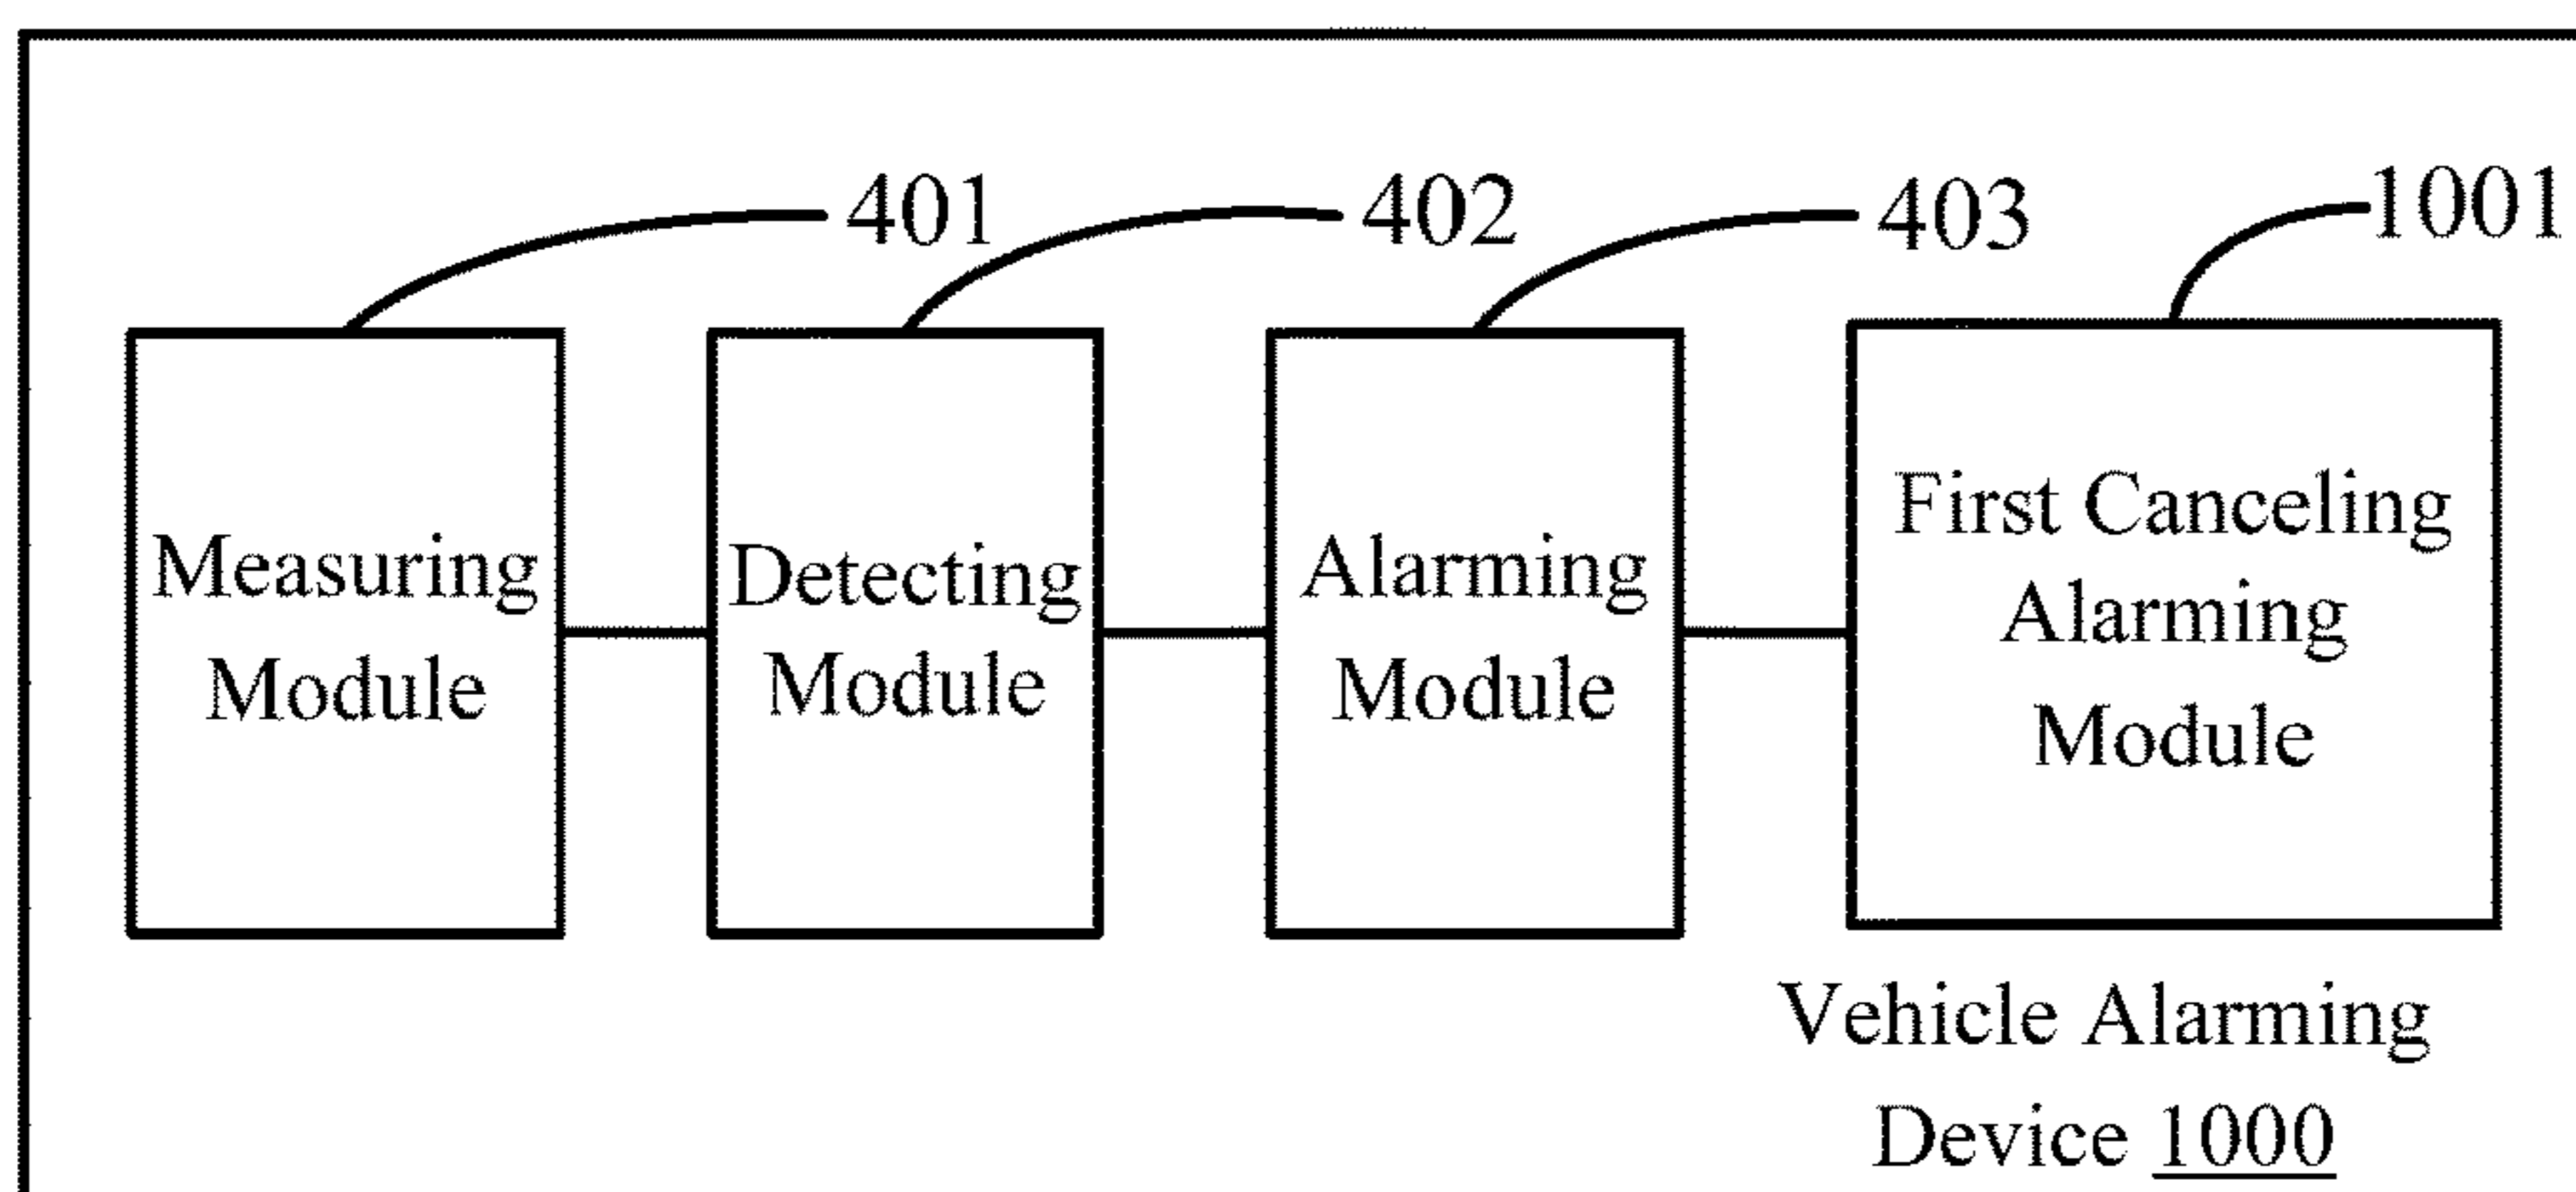 401
402
403
1001
Measuring
Module
Detecting
Module
Alarming
Module
First Canceling
Alarming
Module
Vehicle Alarming
Device 1000